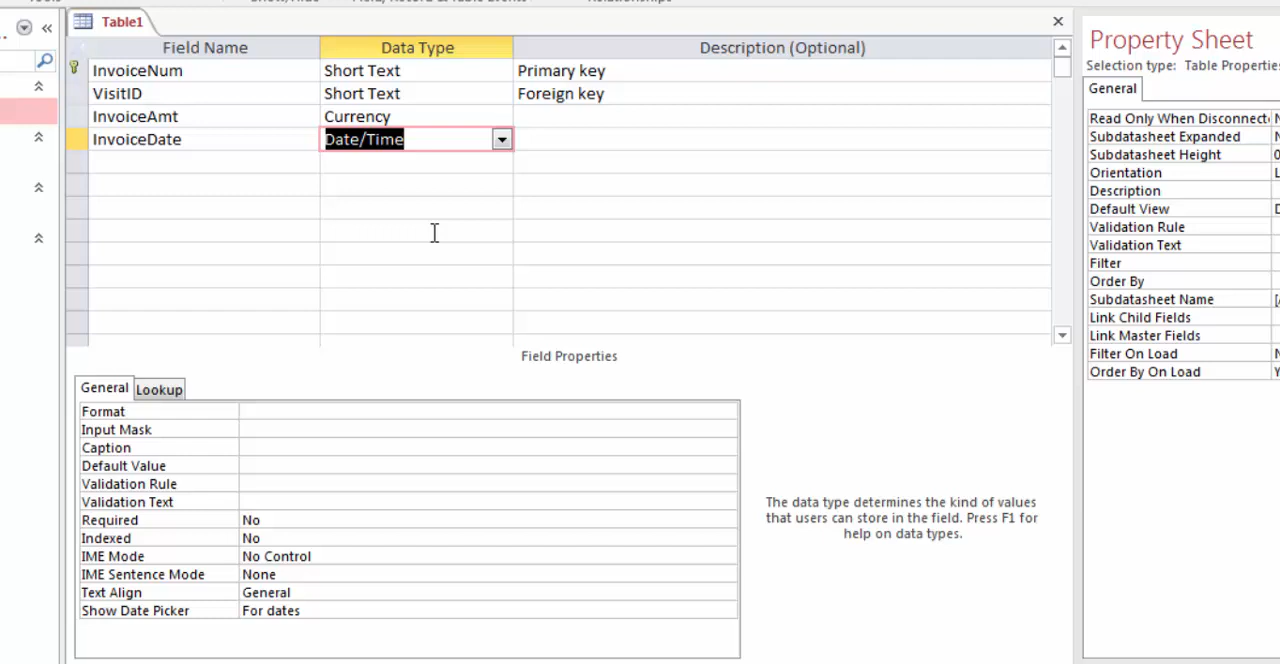 Table1
Field Name Data Type Description (Optional)
InvoiceNum Short Text Primary key
VisitID Short Text Foreign key
InvoiceAmt Currency
InvoiceDate Date/Time
Field Properties
General Lookup
Format
Input Mask
Caption
Default Value
Validation Rule
Validation Text
Required No
Indexed No
IME Mode No Control
IME Sentence Mode None
Text Align General
Show Date Picker For dates
The data type determines the kind of values
that users can store in the field. Press F1 for
help on data types.
Property Sheet
Selection type: Table Properties
General
Read Only When Disconnect
Subdatasheet Expanded
Subdatasheet Height 0
Orientation L
Description
Default View D
Validation Rule
Validation Text
Filter
Order By
Subdatasheet Name [
Link Child Fields
Link Master Fields
Filter On Load N
Order By On Load Y